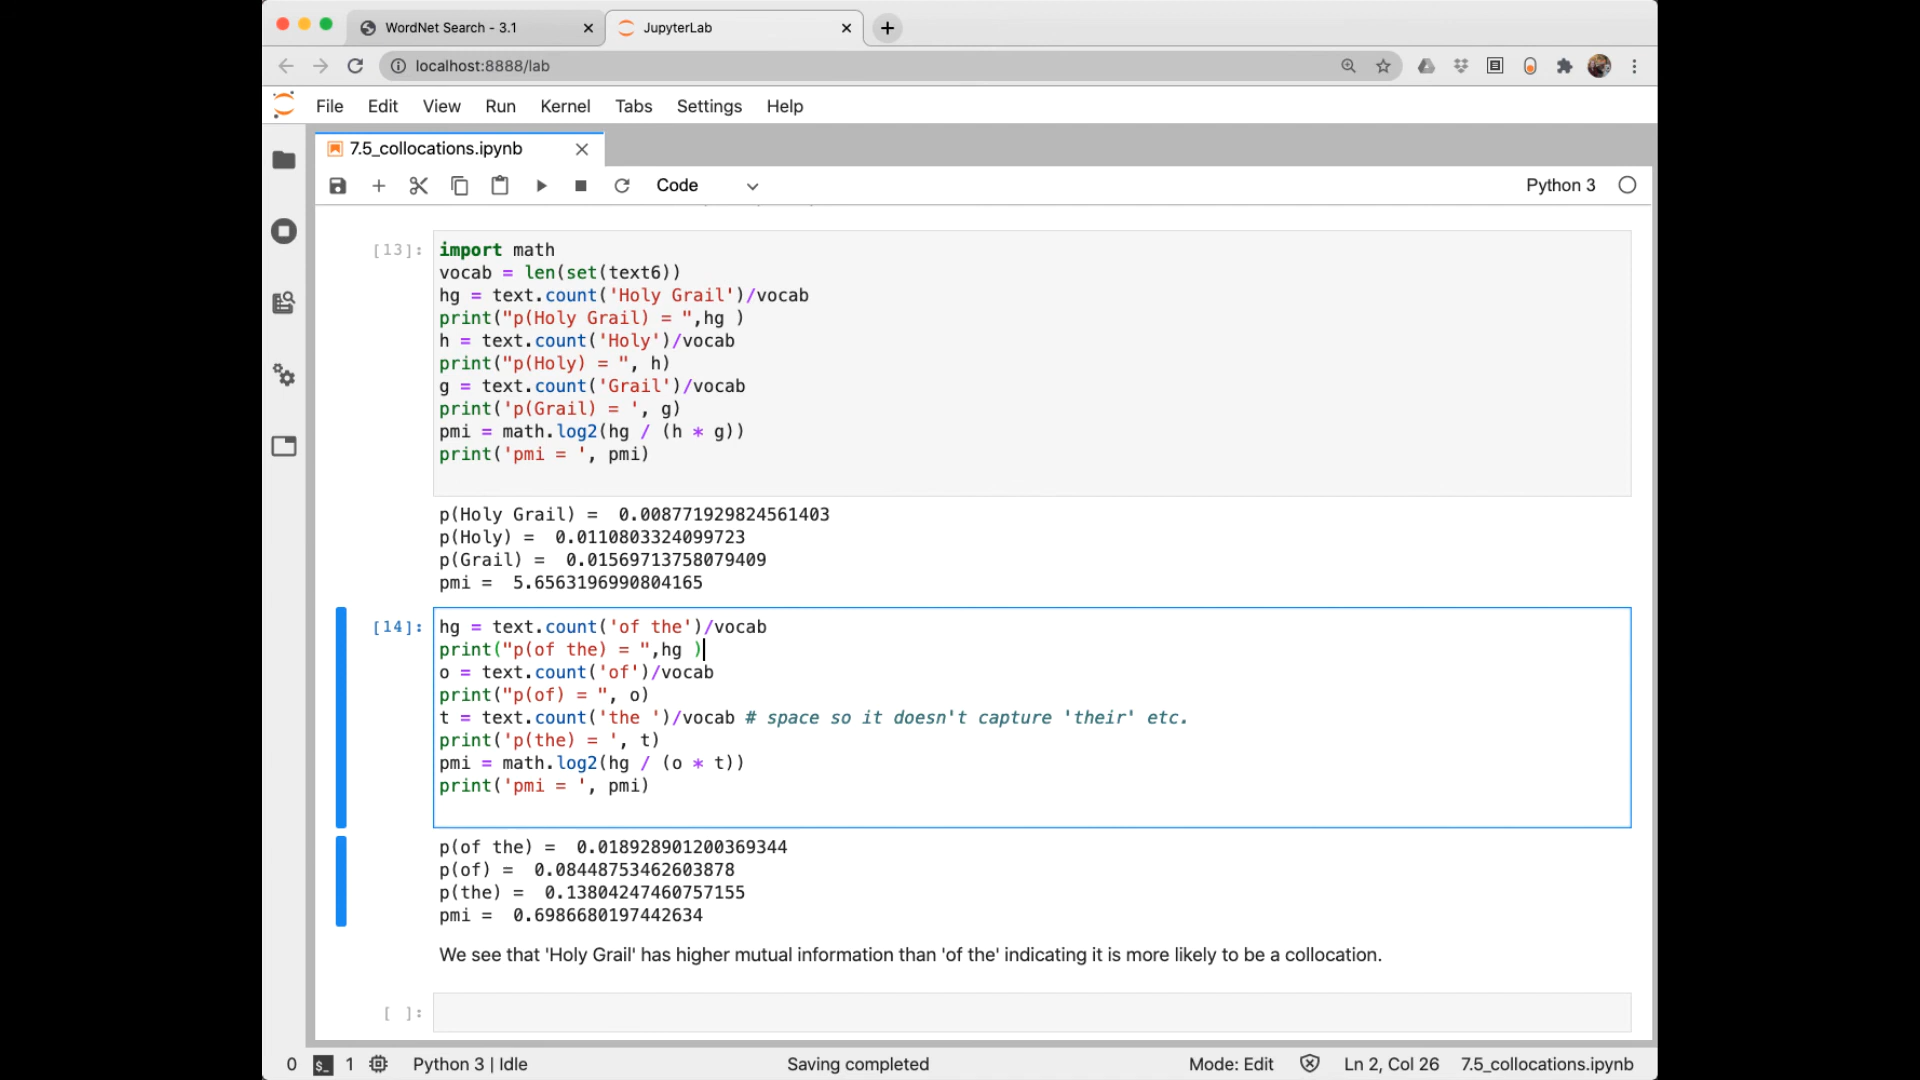 WordNet Search - 3.1
JupyterLab
localhost:8888/lab
File Edit View Run Kernel Tabs Settings Help
7.5_collocations.ipynb
Code
Python 3
[13]:
import math
vocab = len(set(text6))
hg = text.count('Holy Grail')/vocab
print("p(Holy Grail) = ",hg )
h = text.count('Holy')/vocab
print("p(Holy) = ", h)
g = text.count('Grail')/vocab
print('p(Grail) = ', g)
pmi = math.log2(hg / (h * g))
print('pmi = ', pmi)
p(Holy Grail) =  0.008771929824561403
p(Holy) =  0.0110803324099723
p(Grail) =  0.01569713758079409
pmi =  5.6563196990804165
[14]:
hg = text.count('of the')/vocab
print("p(of the) = ",hg )
o = text.count('of')/vocab
print("p(of) = ", o)
t = text.count('the ')/vocab # space so it doesn't capture 'their' etc.
print('p(the) = ', t)
pmi = math.log2(hg / (o * t))
print('pmi = ', pmi)
p(of the) =  0.018928901200369344
p(of) =  0.08448753462603878
p(the) =  0.13804247460757155
pmi =  0.6986680197442634
We see that 'Holy Grail' has higher mutual information than 'of the' indicating it is more likely to be a collocation.
[ ]:
0 $_ 1 Python 3 | Idle Saving completed Mode: Edit Ln 2, Col 26 7.5_collocations.ipynb